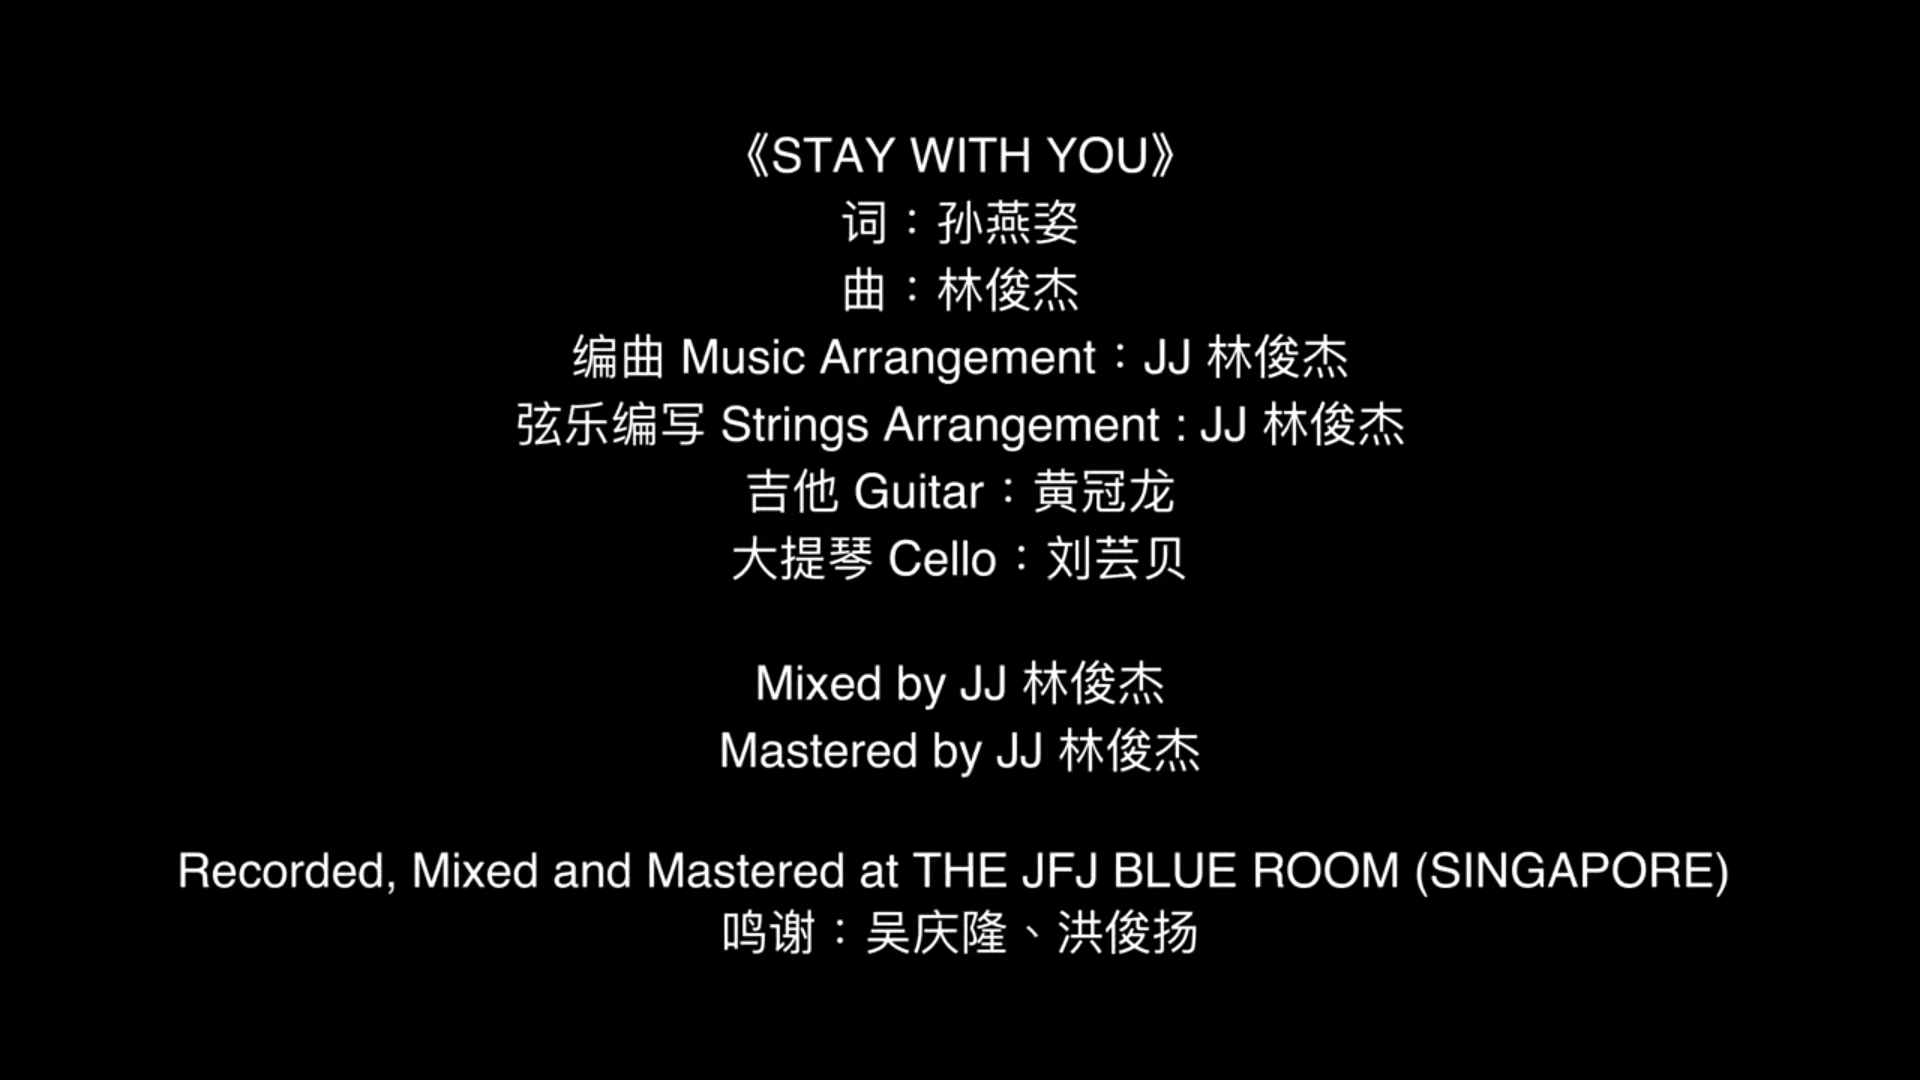 《STAY WITH YOU》
词：孙燕姿
曲：林俊杰
编曲 Music Arrangement：JJ 林俊杰
弦乐编写 Strings Arrangement : JJ 林俊杰
吉他 Guitar：黄冠龙
大提琴 Cello：刘芸贝
Mixed by JJ 林俊杰
Mastered by JJ 林俊杰
Recorded, Mixed and Mastered at THE JFJ BLUE ROOM (SINGAPORE)
鸣谢：吴庆隆、洪俊扬